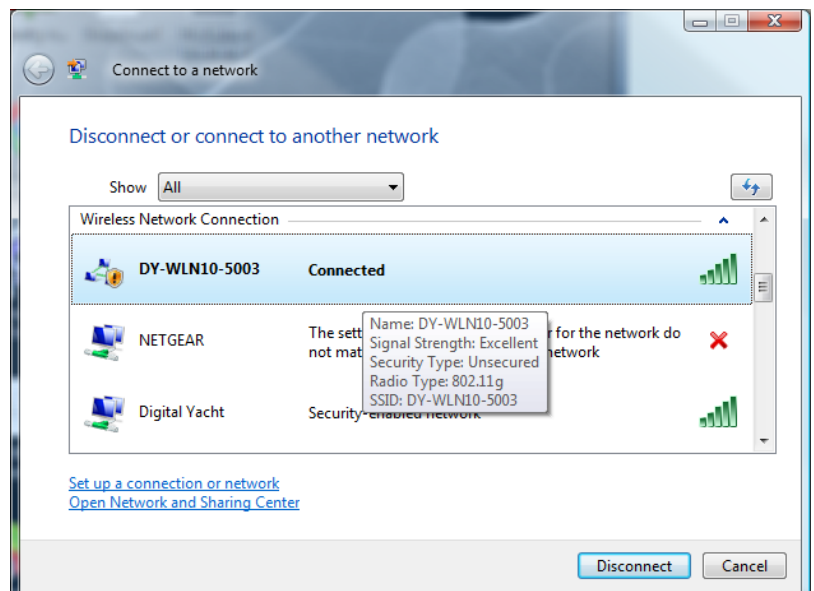 Connect to a network
Disconnect or connect to another network
Show All
Wireless Network Connection
DY-WLN10-5003 Connected
NETGEAR The sett r for the network do
not mat network
Name: DY-WLN10-5003
Signal Strength: Excellent
Security Type: Unsecured
Radio Type: 802.11g
SSID: DY-WLN10-5003
Digital Yacht Security-enabled network
Set up a connection or network
Open Network and Sharing Center
Disconnect Cancel